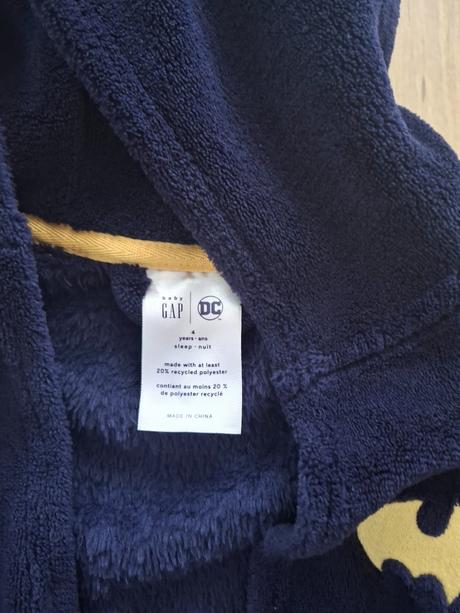 baby
GAP
DC
4
years - ans
sleep - nuit
made with at least
20% recycled polyester
contient au moins 20 %
de polyester recyclé
MADE IN CHINA